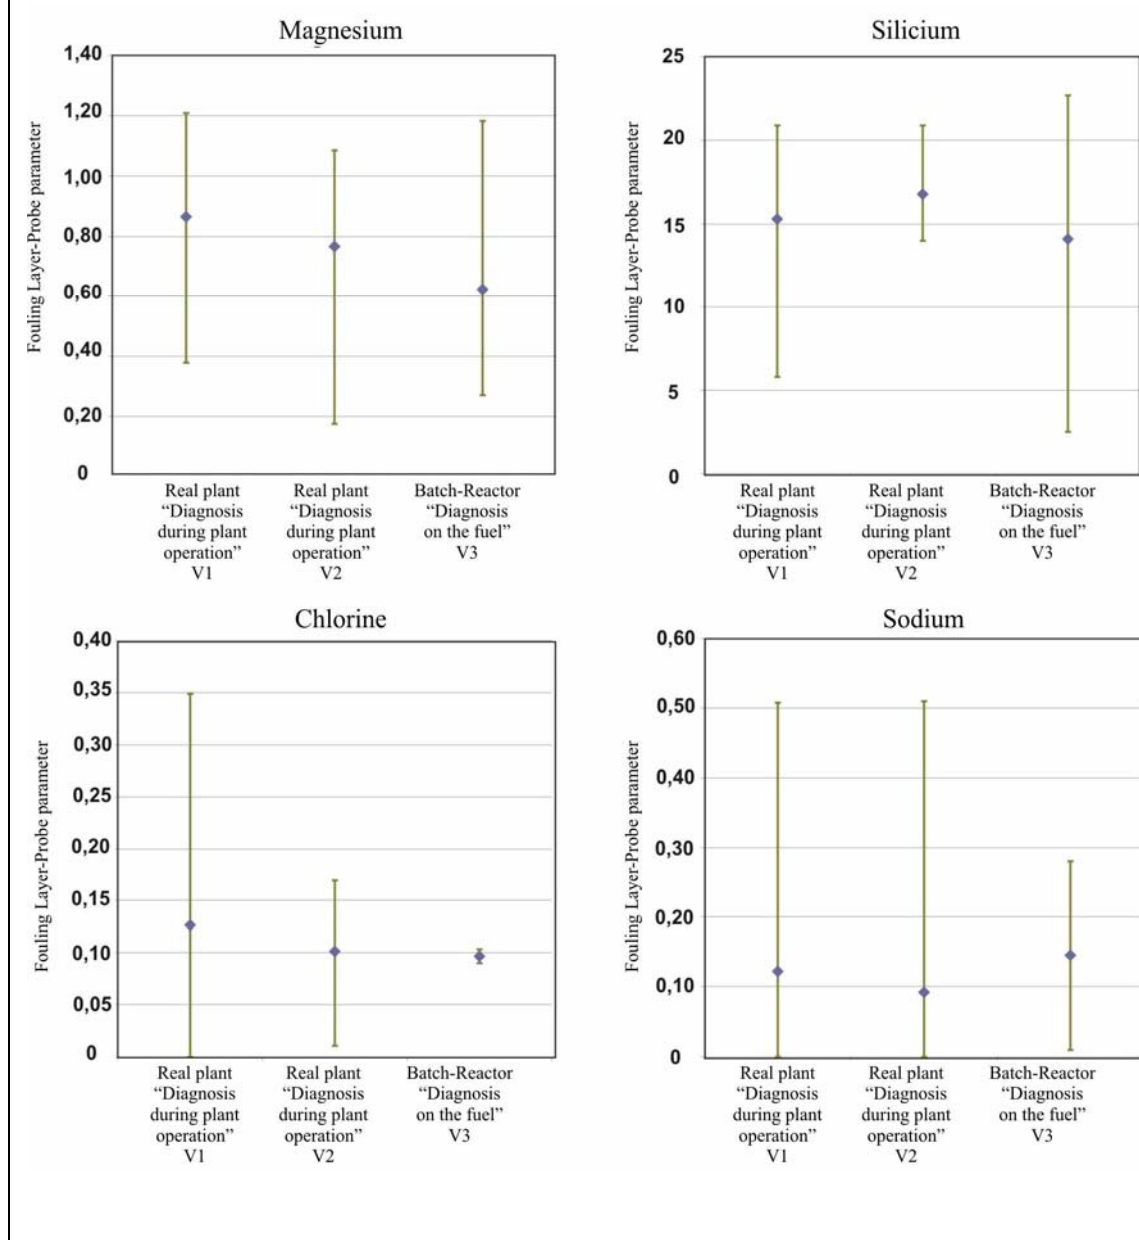 Magnesium
Fouling Layer-Probe parameter
1,40
1,20
1,00
0,80
0,60
0,40
0,20
0
Real plant
“Diagnosis
during plant
operation”
V1
Real plant
“Diagnosis
during plant
operation”
V2
Batch-Reactor
“Diagnosis
on the fuel”
V3
Silicium
Fouling Layer-Probe parameter
25
20
15
10
5
0
Real plant
“Diagnosis
during plant
operation”
V1
Real plant
“Diagnosis
during plant
operation”
V2
Batch-Reactor
“Diagnosis
on the fuel”
V3
Chlorine
Fouling Layer-Probe parameter
0,40
0,35
0,30
0,25
0,20
0,15
0,10
0,05
0
Real plant
“Diagnosis
during plant
operation”
V1
Real plant
“Diagnosis
during plant
operation”
V2
Batch-Reactor
“Diagnosis
on the fuel”
V3
Sodium
Fouling Layer-Probe parameter
0,60
0,50
0,40
0,30
0,20
0,10
0
Real plant
“Diagnosis
during plant
operation”
V1
Real plant
“Diagnosis
during plant
operation”
V2
Batch-Reactor
“Diagnosis
on the fuel”
V3